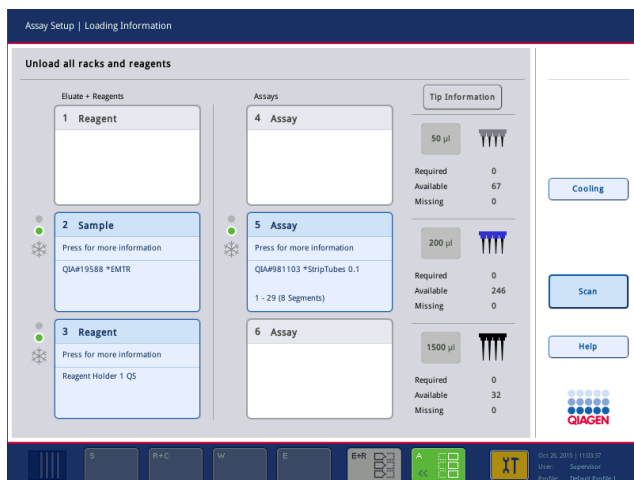 Assay Setup | Loading Information
Unload all racks and reagents
Eluate + Reagents
Assays
Tip Information
1 Reagent
4 Assay
50 µl
Required 0
Available 67
Missing 0
2 Sample
Press for more information
QIA#19588 *EMTR
5 Assay
Press for more information
QIA#981103 *StripTubes 0.1
1 - 29 (8 Segments)
200 µl
Required 0
Available 246
Missing 0
3 Reagent
Press for more information
Reagent Holder 1 QS
6 Assay
1500 µl
Required 0
Available 32
Missing 0
Cooling
Scan
Help
QIAGEN
S
R+C
W
E
E+R
A
Oct 26, 2015 | 11:03:37
User: Supervisor
Profile: Default Profile 1